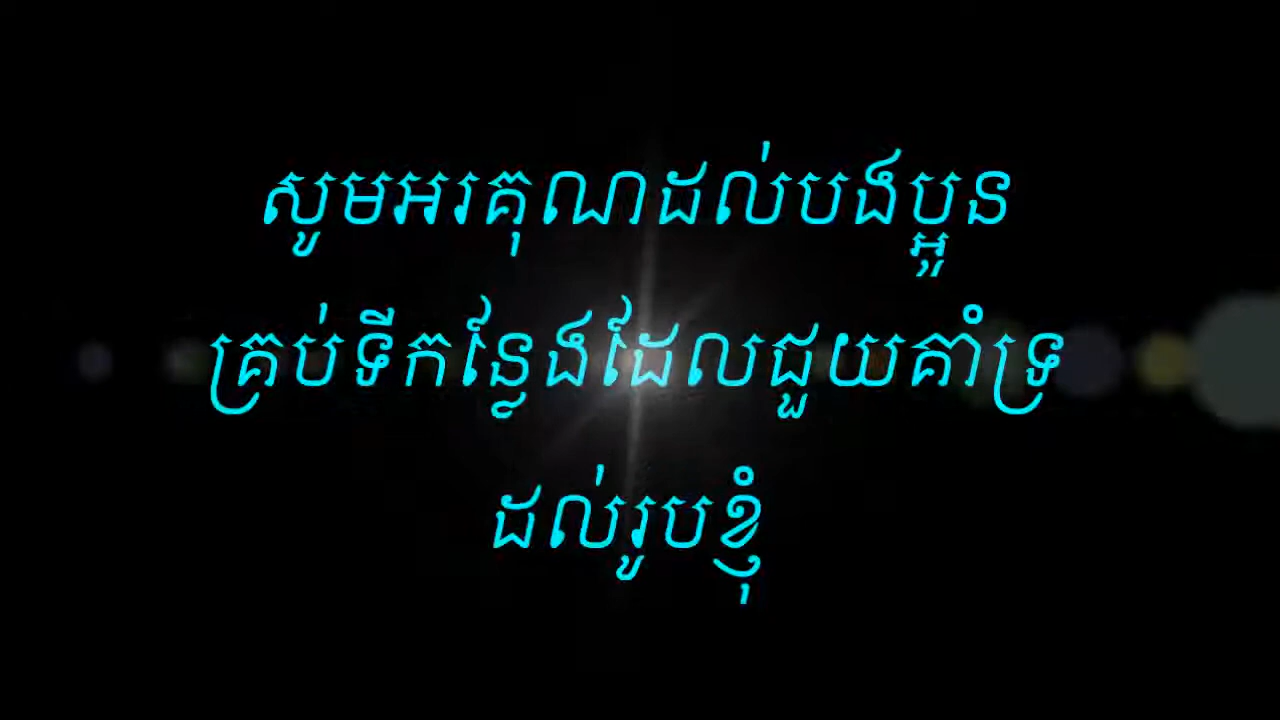 សូមអរគុណដល់បងប្អូន
គ្រប់ទីកន្លែងដែលជួយគាំទ្រ
ដល់រូបខ្ញុំ